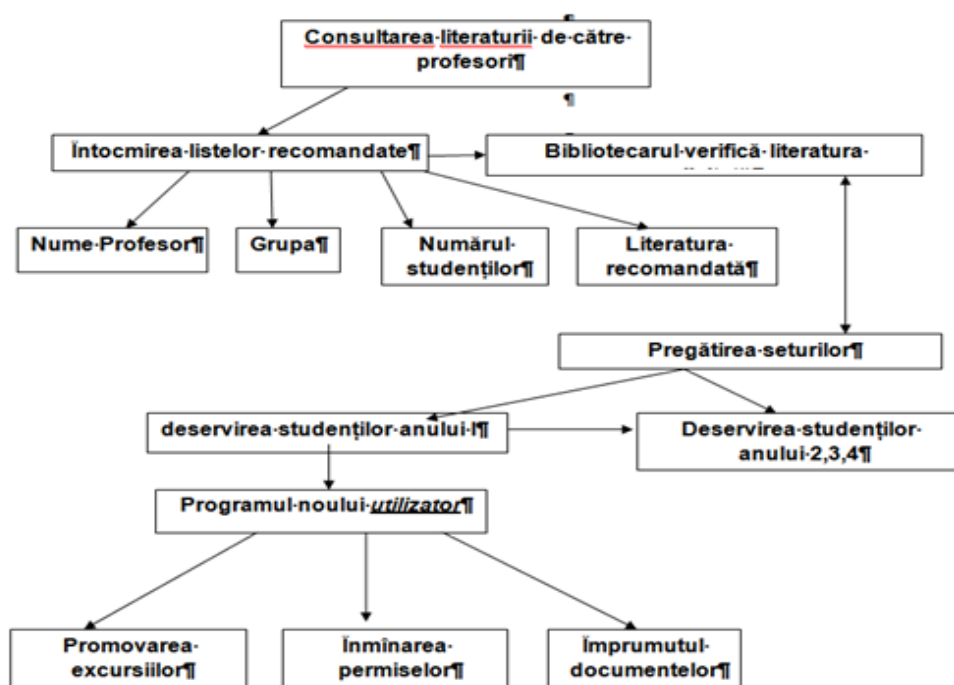 ¶
Consultarea·literaturii·de·către·
profesori¶
¶
Întocmirea·listelor·recomandate¶
Bibliotecarul·verifică·literatura·
Nume·Profesor¶
Grupa¶
Numărul·
studenților¶
Literatura·
recomandată¶
Pregătirea·seturilor¶
deservirea·studenților·anului·I¶
Deservirea·studenților·
anului·2,3,4¶
Programul·noului·utilizator¶
Promovarea·
excursiilor¶
Înmînarea·
permiselor¶
Împrumutul·
documentelor¶